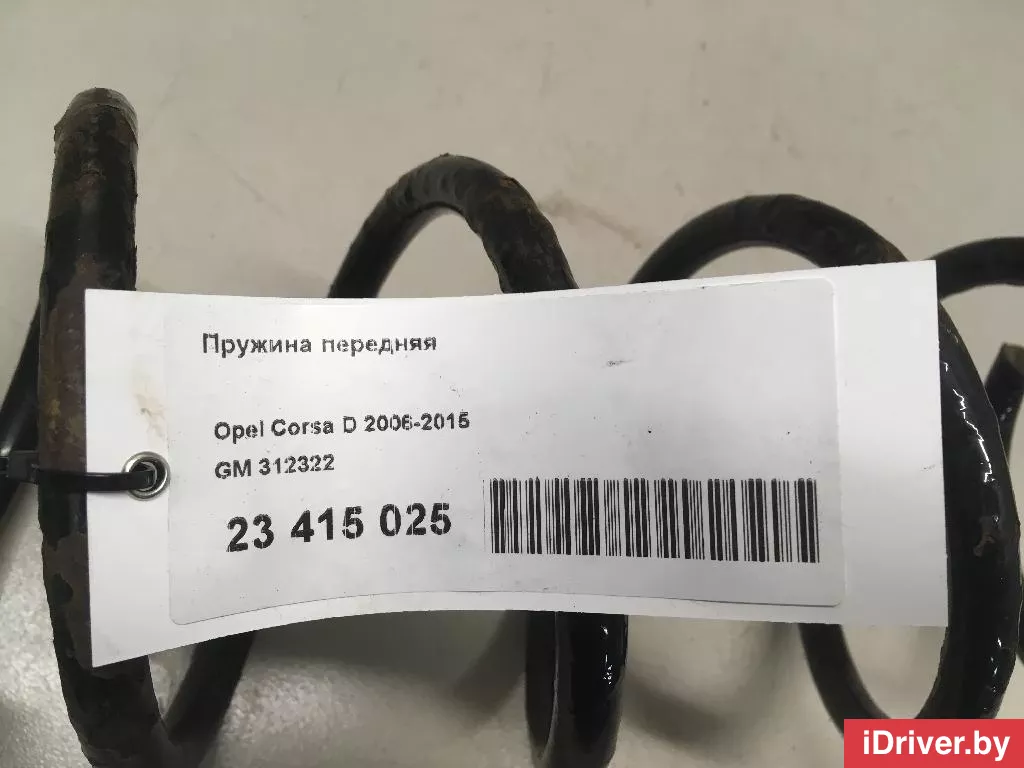 Пружина передняя
Opel Corsa D 2006-2015
GM 312322
23 415 025
iDriver.by